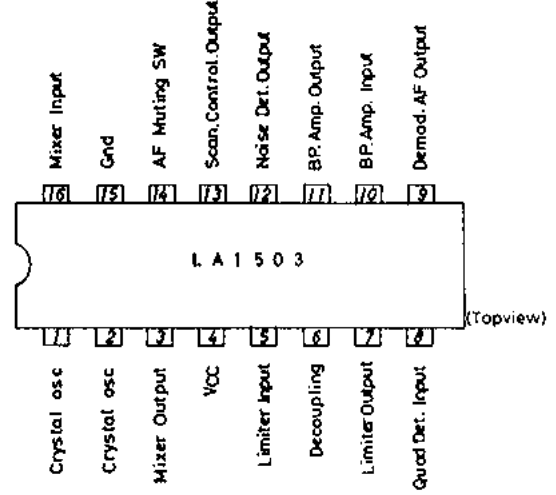 Mixer Input
Gnd
AF Muting SW
Scan.Control.Output
Noise Det.Output
BP.Amp.Output
BP.Amp. Input
Demod.AF Output
16
15
14
13
12
11
10
9
LA1503
(Topview)
1
2
3
4
5
6
7
8
Crystal osc
Crystal osc
Mixer Output
VCC
Limiter Input
Decoupling
Limiter Output
Quad Det. Input